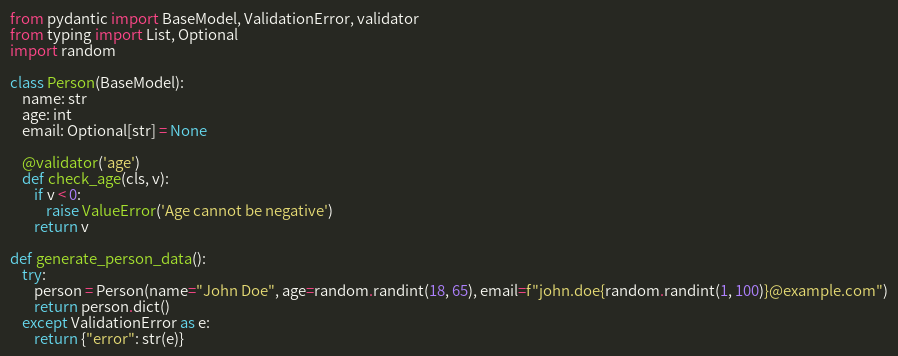 from pydantic import BaseModel, ValidationError, validator
from typing import List, Optional
import random

class Person(BaseModel):
    name: str
    age: int
    email: Optional[str] = None

    @validator('age')
    def check_age(cls, v):
        if v < 0:
            raise ValueError('Age cannot be negative')
        return v

def generate_person_data():
    try:
        person = Person(name="John Doe", age=random.randint(18, 65), email=f"john.doe{random.randint(1, 100)}@example.com")
        return person.dict()
    except ValidationError as e:
        return {"error": str(e)}